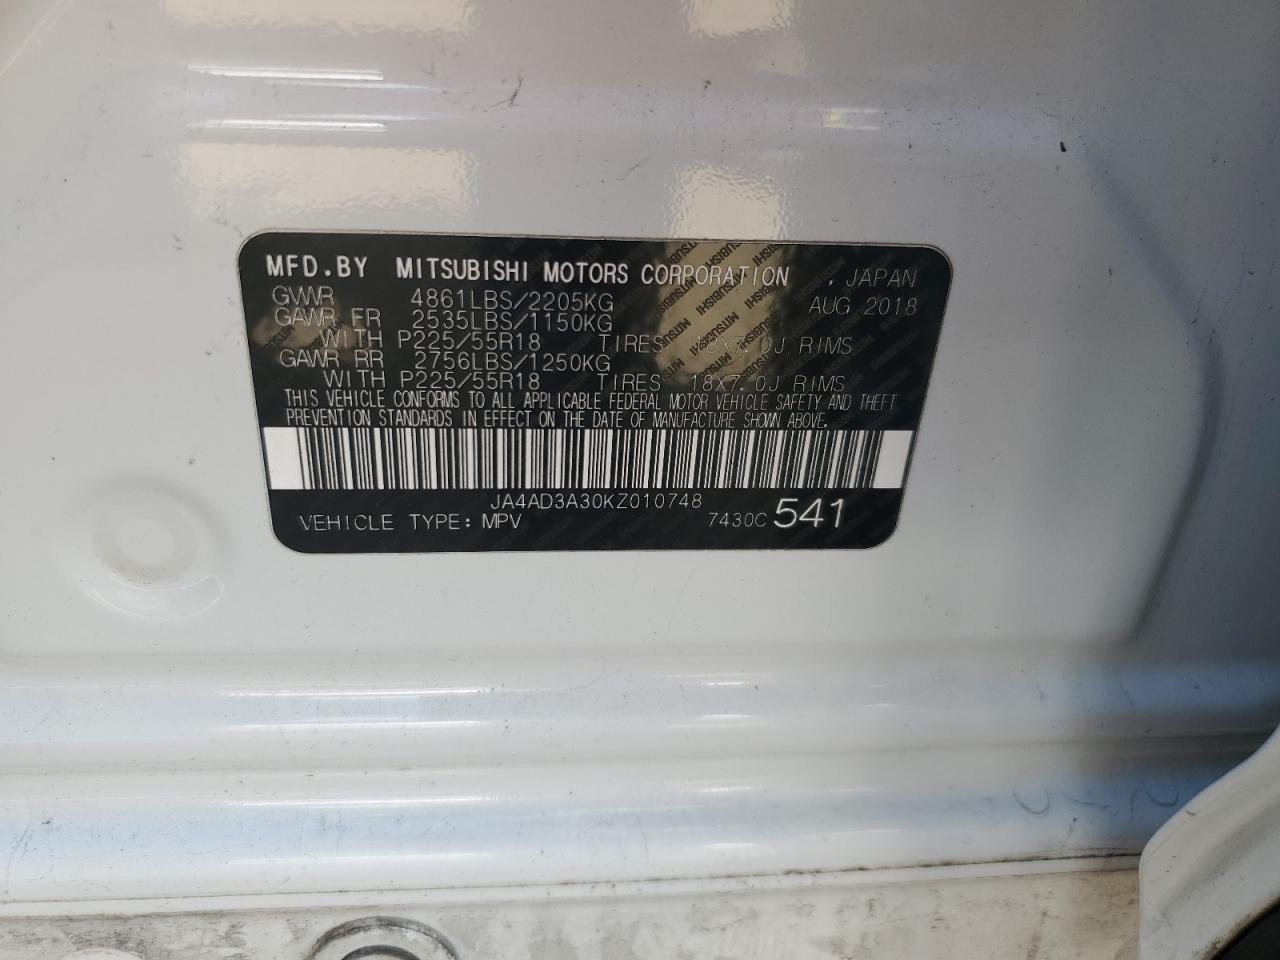 MFD.BY MITSUBISHI MOTORS CORPORATION , JAPAN
GVWR 4861LBS/2205KG AUG 2018
GAWR FR 2535LBS/1150KG
WITH P225/55R18 TIRES 18X7.0J RIMS
GAWR RR 2756LBS/1250KG
WITH P225/55R18 TIRES 18X7.0J RIMS
THIS VEHICLE CONFORMS TO ALL APPLICABLE FEDERAL MOTOR VEHICLE SAFETY AND THEFT
PREVENTION STANDARDS IN EFFECT ON THE DATE OF MANUFACTURE SHOWN ABOVE.
JA4AD3A30KZ010748
VEHICLE TYPE: MPV 7430C 541